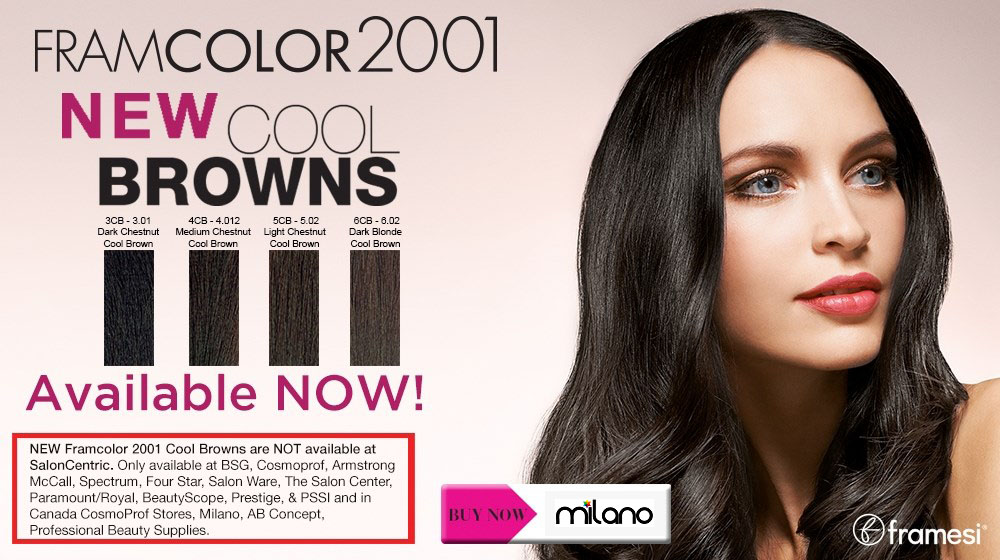 FRAMCOLOR2001
NEW COOL
BROWNS
3CB - 3.01
Dark Chestnut
Cool Brown
4CB - 4.012
Medium Chestnut
Cool Brown
5CB - 5.02
Light Chestnut
Cool Brown
6CB - 6.02
Dark Blonde
Cool Brown
Available NOW!
NEW Framcolor 2001 Cool Browns are NOT available at
SalonCentric. Only available at BSG, Cosmoprof, Armstrong
McCall, Spectrum, Four Star, Salon Ware, The Salon Center,
Paramount/Royal, BeautyScope, Prestige, & PSSI and in
Canada CosmoProf Stores, Milano, AB Concept,
Professional Beauty Supplies.
BUY NOW
milano
framesi®